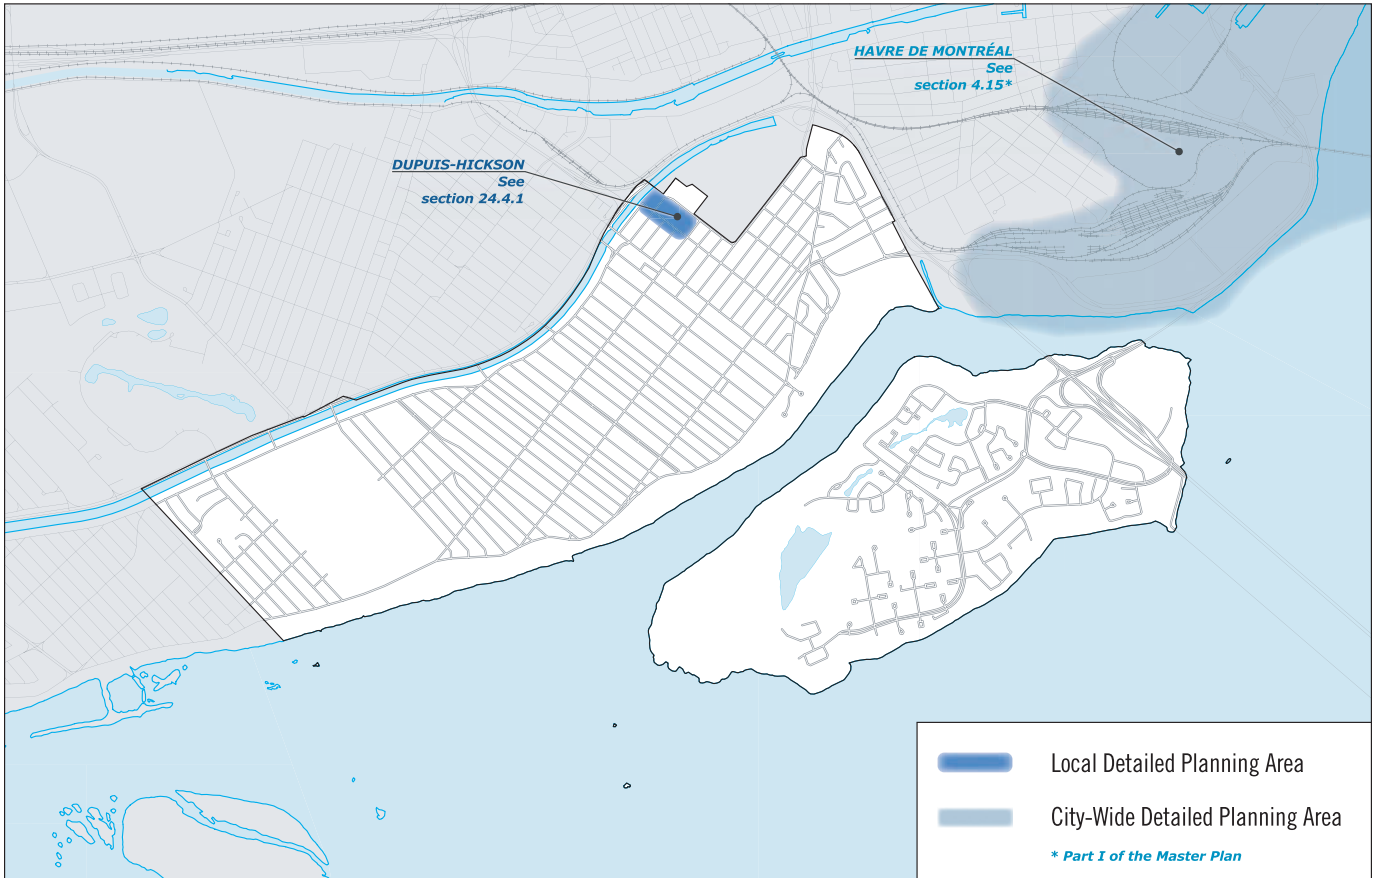 HAVRE DE MONTRÉAL
See
section 4.15*
DUPUIS-HICKSON
See
section 24.4.1
Local Detailed Planning Area
City-Wide Detailed Planning Area
* Part I of the Master Plan